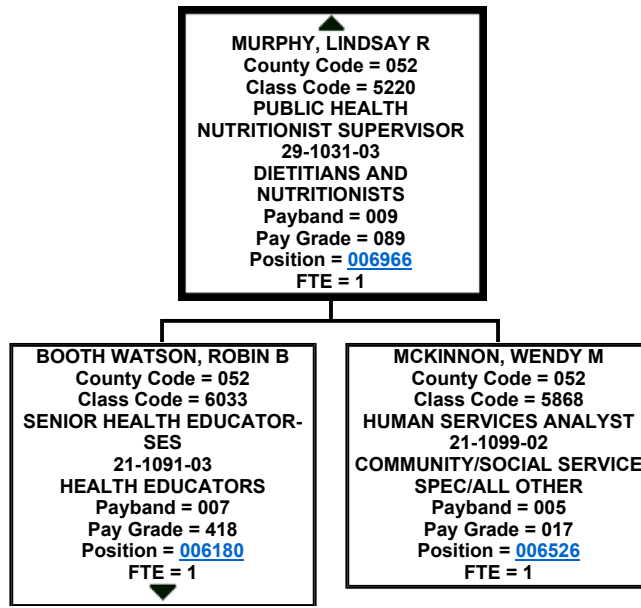 MURPHY, LINDSAY R
County Code = 052
Class Code = 5220
PUBLIC HEALTH
NUTRITIONIST SUPERVISOR
29-1031-03
DIETITIANS AND
NUTRITIONISTS
Payband = 009
Pay Grade = 089
Position = 006966
FTE = 1
BOOTH WATSON, ROBIN B
County Code = 052
Class Code = 6033
SENIOR HEALTH EDUCATOR-
SES
21-1091-03
HEALTH EDUCATORS
Payband = 007
Pay Grade = 418
Position = 006180
FTE = 1
MCKINNON, WENDY M
County Code = 052
Class Code = 5868
HUMAN SERVICES ANALYST
21-1099-02
COMMUNITY/SOCIAL SERVICE
SPEC/ALL OTHER
Payband = 005
Pay Grade = 017
Position = 006526
FTE = 1